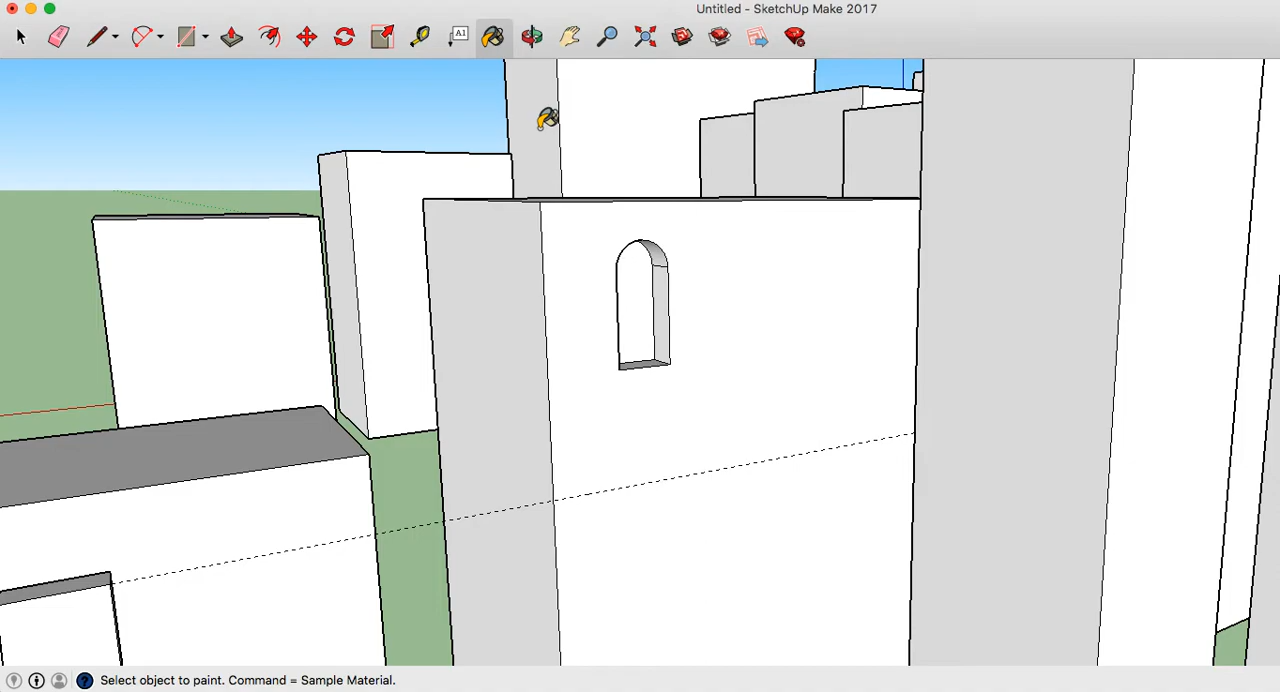 Untitled - SketchUp Make 2017
A1
?
Select object to paint. Command = Sample Material.